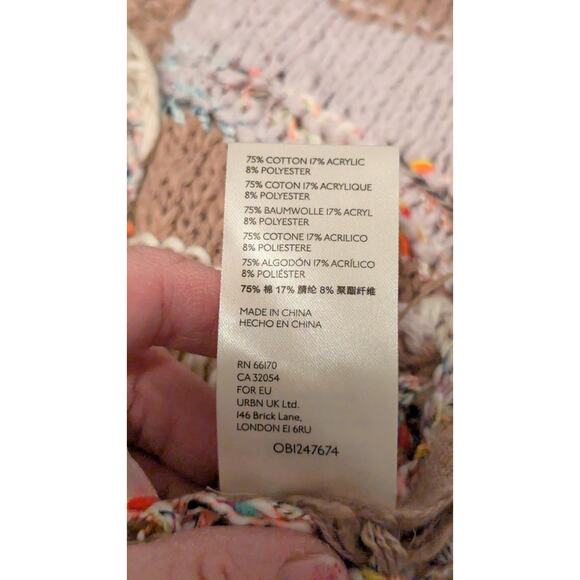 75% COTTON 17% ACRYLIC
8% POLYESTER
75% COTON 17% ACRYLIQUE
8% POLYESTER
75% BAUMWOLLE 17% ACRYL
8% POLYESTER
75% COTONE 17% ACRILICO
8% POLIESTERE
75% ALGODÓN 17% ACRÍLICO
8% POLIÉSTER
75% 棉 17% 腈纶 8% 聚酯纤维
MADE IN CHINA
HECHO EN CHINA
RN 66170
CA 32054
FOR EU
URBN UK Ltd.
146 Brick Lane,
LONDON E1 6RU
OB1247674